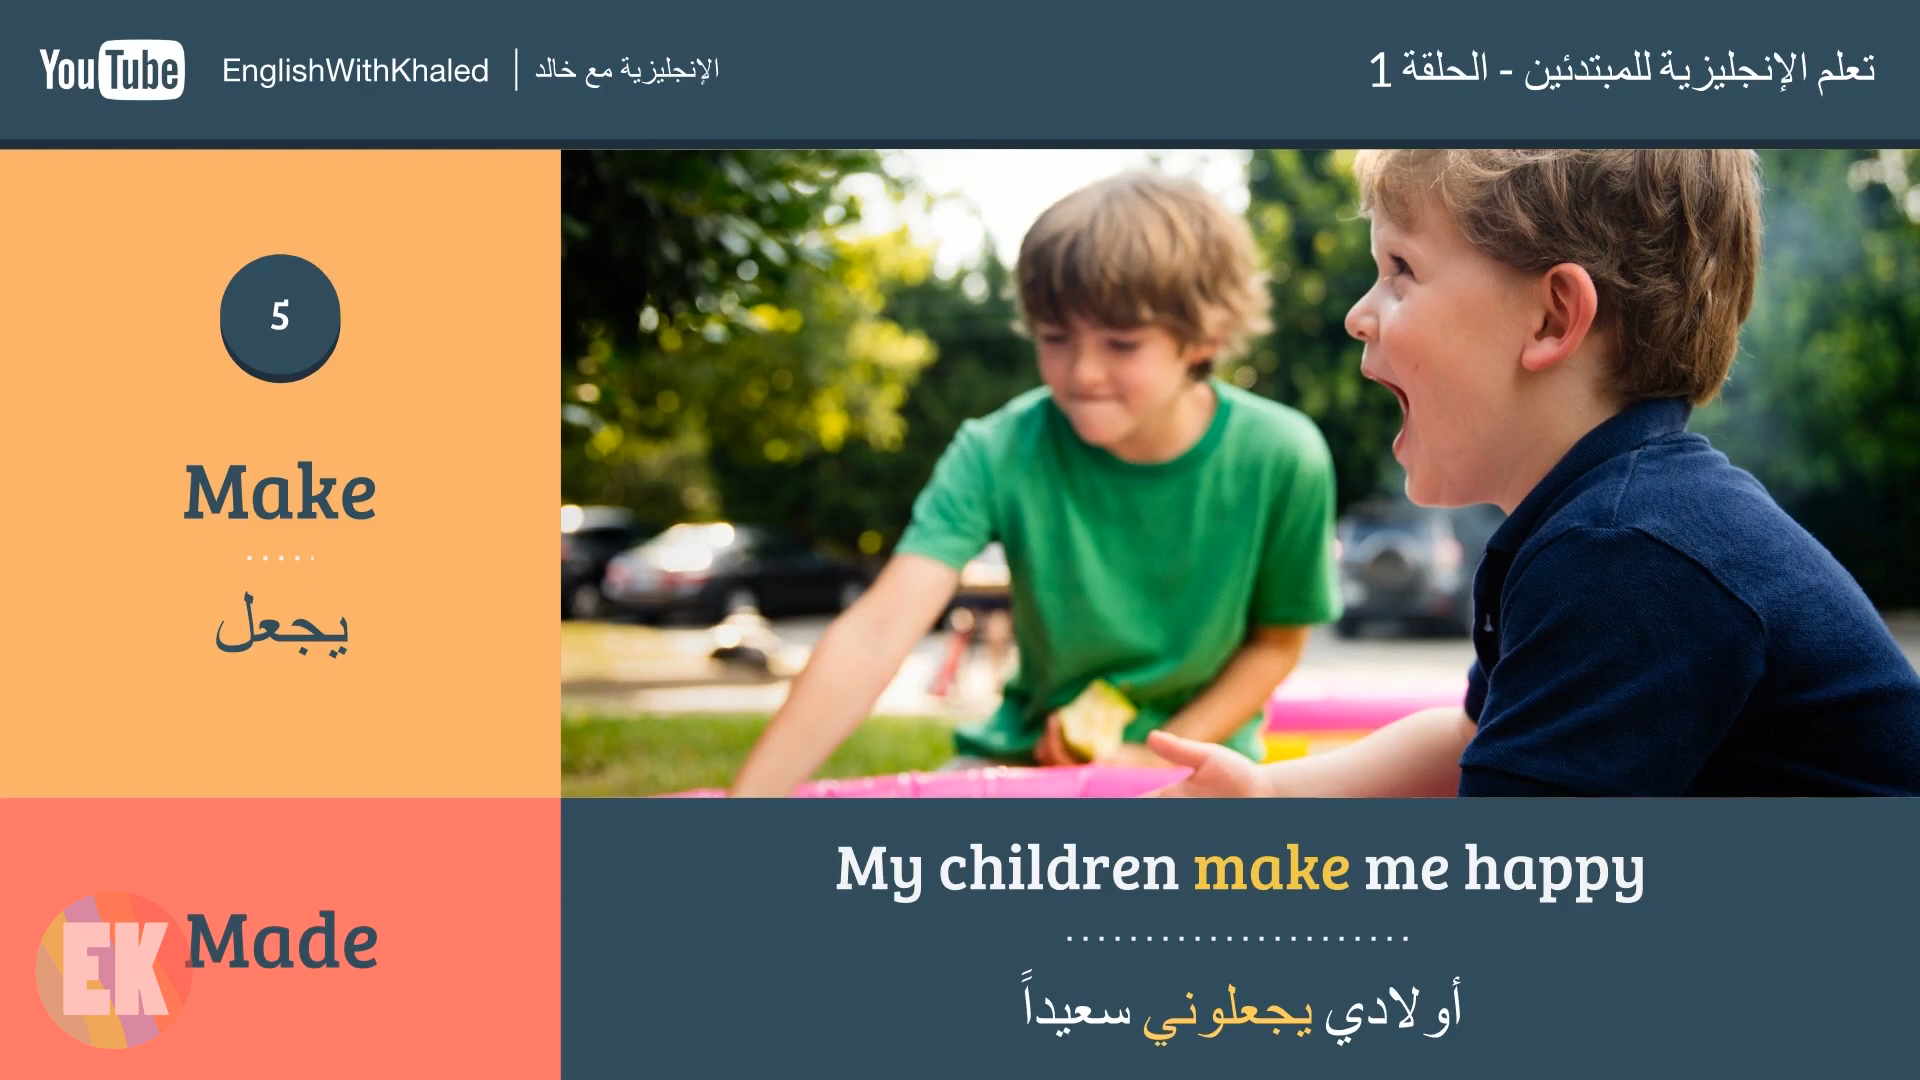 YouTube EnglishWithKhaled | الإنجليزية مع خالد
تعلم الإنجليزية للمبتدئين - الحلقة 1
5
Make
يجعل
Made
EK
My children make me happy
أولادي يجعلوني سعيداً